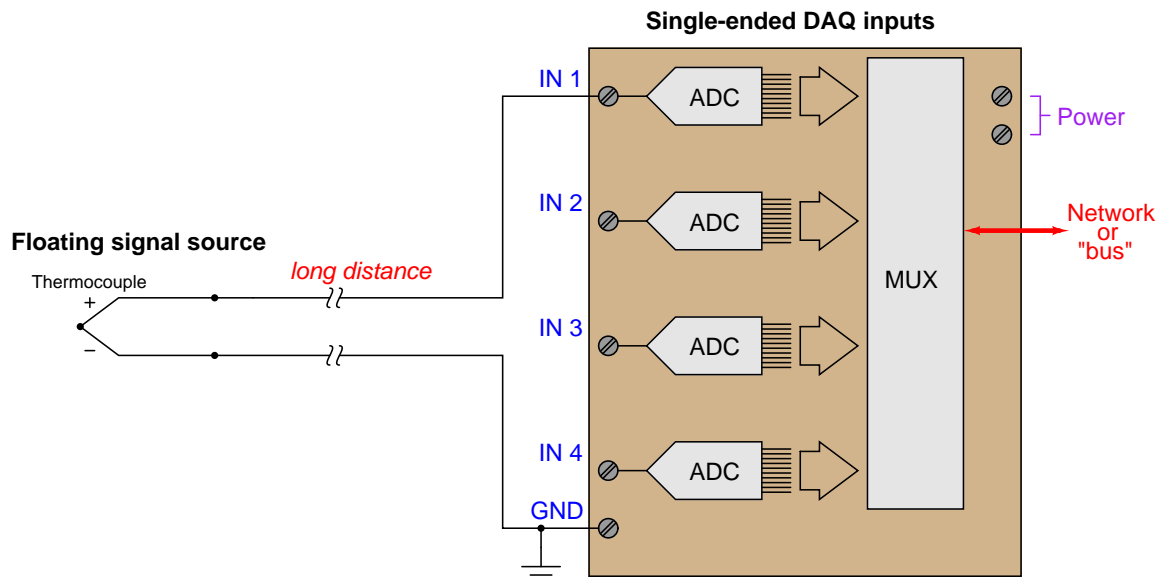 Single-ended DAQ inputs
IN 1
ADC
Power
IN 2
ADC
Network
or
"bus"
Floating signal source
Thermocouple
+
long distance
MUX
IN 3
ADC
−
IN 4
ADC
GND